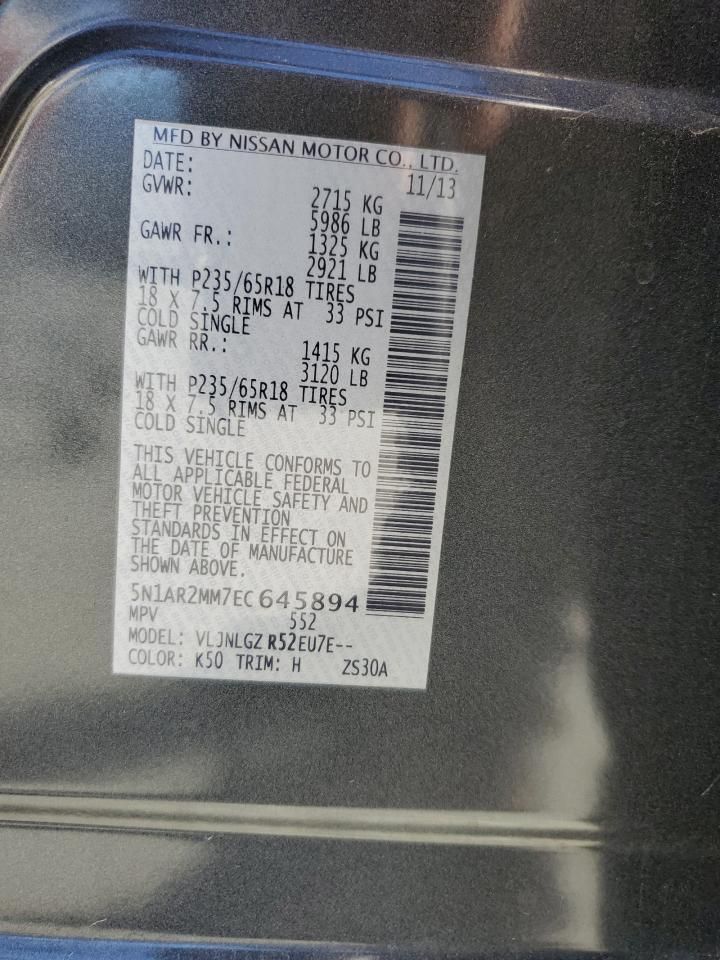 MFD BY NISSAN MOTOR CO., LTD.
DATE: 11/13
GVWR: 2715 KG
5986 LB
GAWR FR.: 1325 KG
2921 LB
WITH P235/65R18 TIRES
18 X 7.5 RIMS AT 33 PSI
COLD SINGLE
GAWR RR.: 1415 KG
3120 LB
WITH P235/65R18 TIRES
18 X 7.5 RIMS AT 33 PSI
COLD SINGLE
THIS VEHICLE CONFORMS TO
ALL APPLICABLE FEDERAL
MOTOR VEHICLE SAFETY AND
THEFT PREVENTION
STANDARDS IN EFFECT ON
THE DATE OF MANUFACTURE
SHOWN ABOVE.
5N1AR2MM7EC645894
MPV 552
MODEL: VLJNLGZ R52EU7E--
COLOR: K50 TRIM: H ZS30A